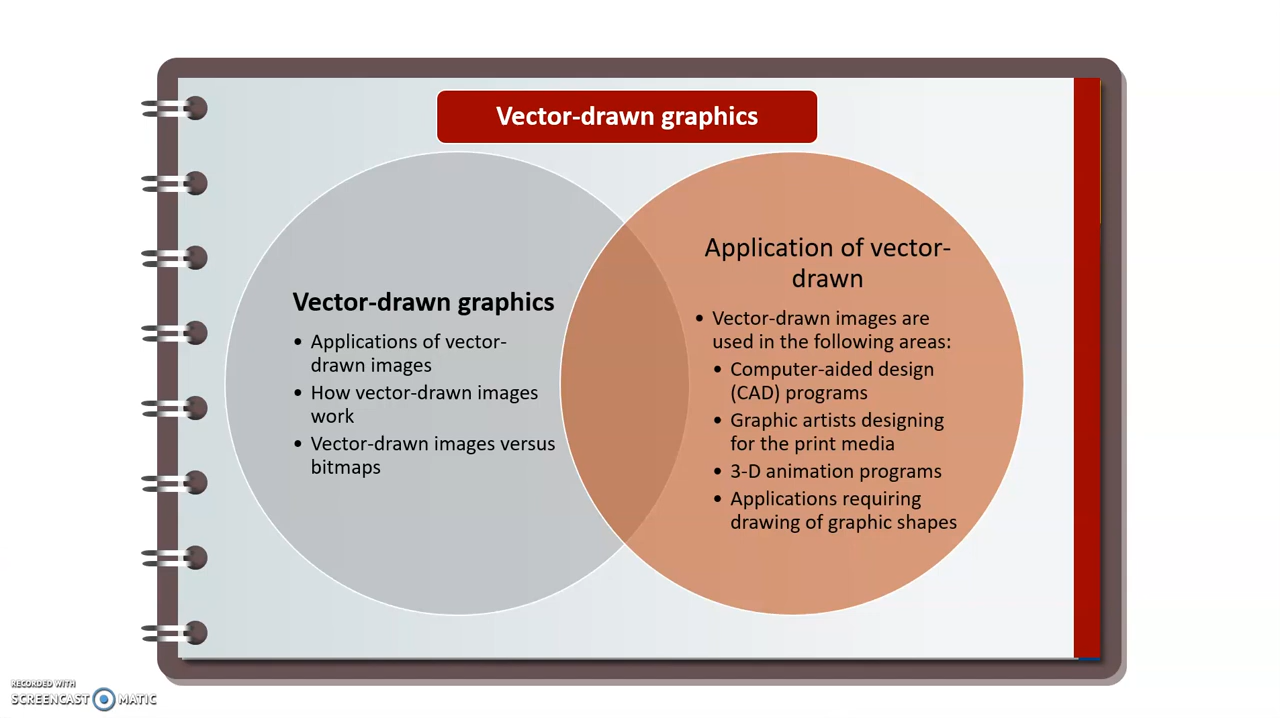 Vector-drawn graphics
Vector-drawn graphics
• Applications of vector-
drawn images
• How vector-drawn images
work
• Vector-drawn images versus
bitmaps
Application of vector-
drawn
• Vector-drawn images are
used in the following areas:
• Computer-aided design
(CAD) programs
• Graphic artists designing
for the print media
• 3-D animation programs
• Applications requiring
drawing of graphic shapes
RECORDED WITH
SCREENCAST MATIC